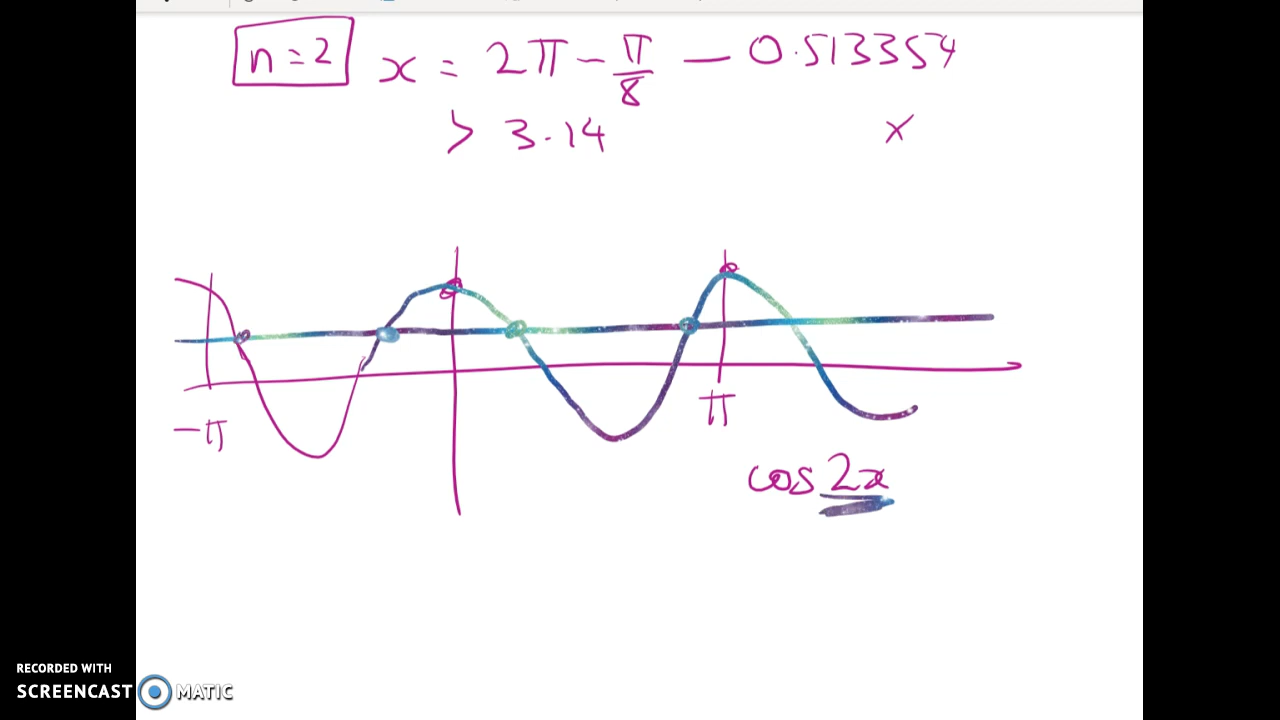 n = 2
x = 2π − π/8 − 0.513354
> 3.14 ×
−π
π
cos 2x
RECORDED WITH
SCREENCAST MATIC